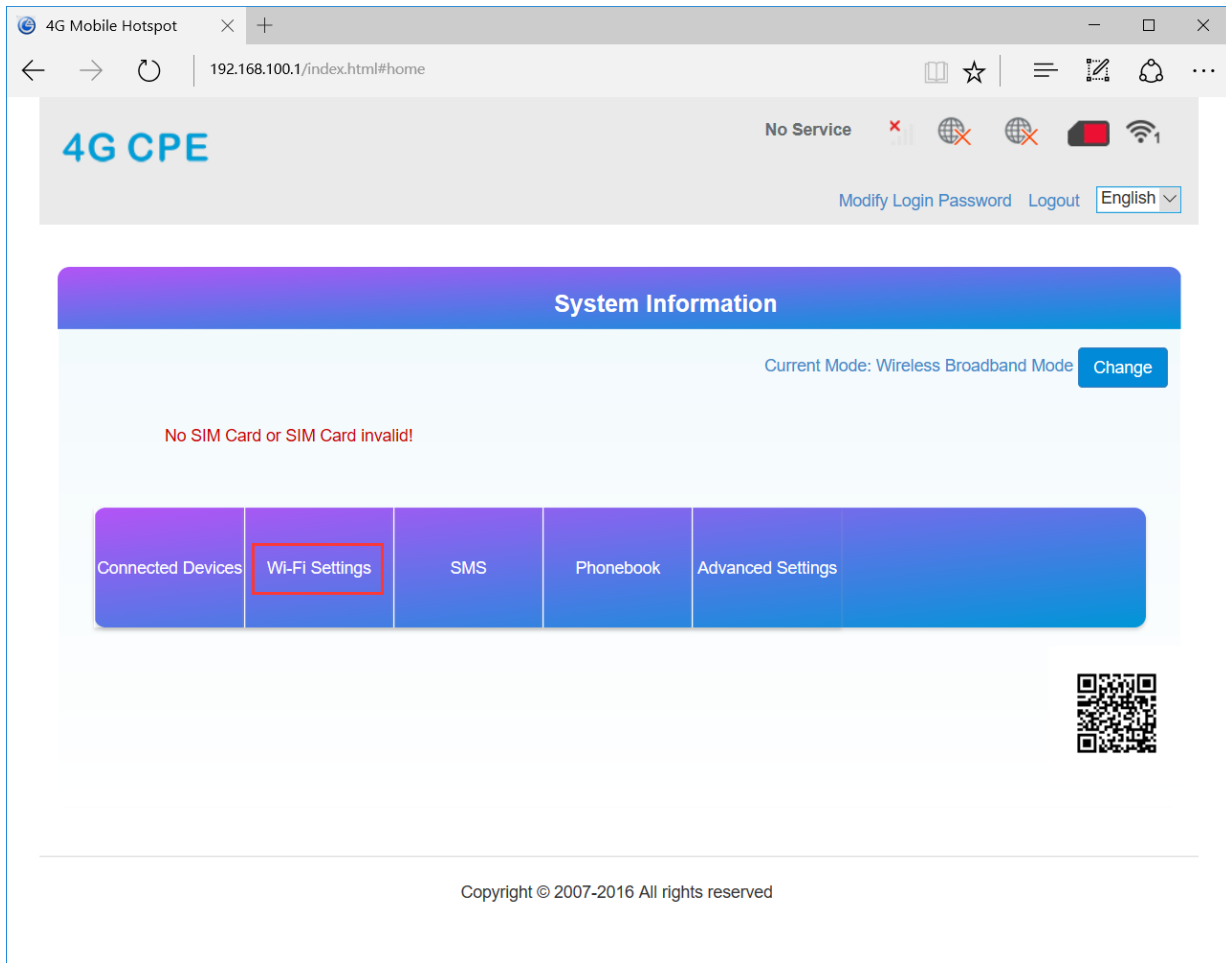 4G Mobile Hotspot
192.168.100.1/index.html#home
4G CPE
No Service
1
Modify Login Password Logout English
System Information
Current Mode: Wireless Broadband Mode Change
No SIM Card or SIM Card invalid!
Connected Devices Wi-Fi Settings SMS Phonebook Advanced Settings
Copyright © 2007-2016 All rights reserved